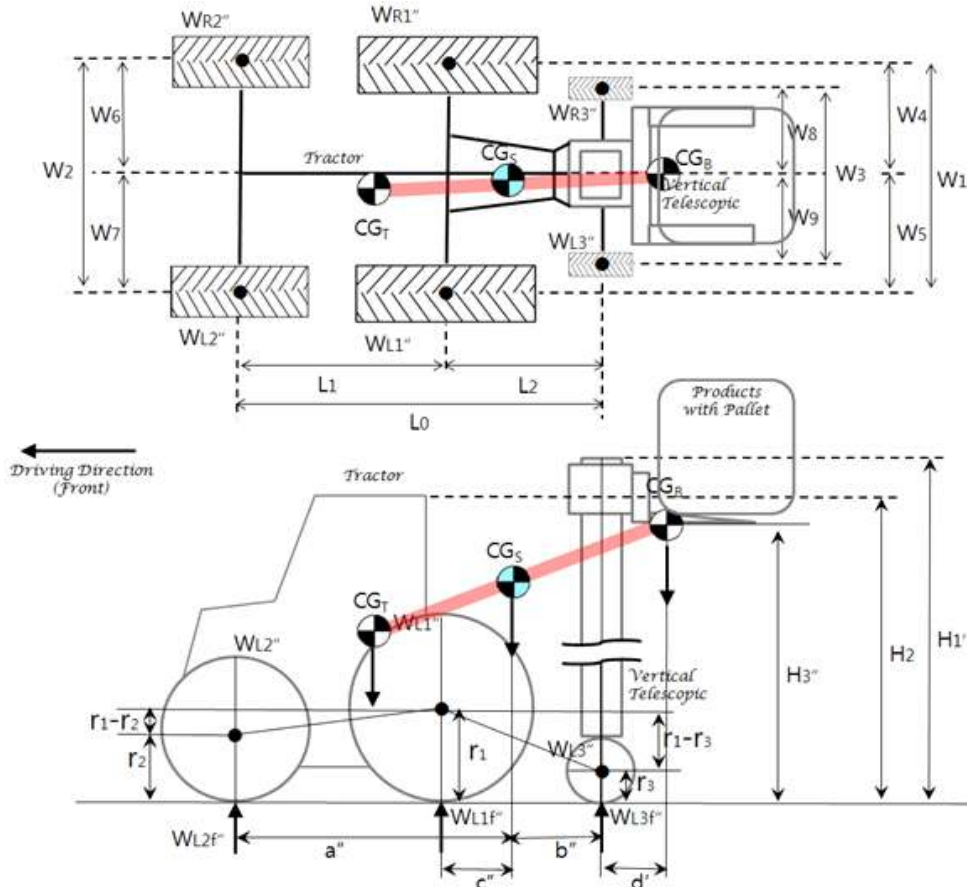 WR2″
WR1″
W6
W4
WR3″
W8
W2
Tractor
CGS
CGB
W3
W1
Vertical
Telescopic
CGT
W7
WL3″
W9
W5
WL2″
WL1″
L1
L2
L0
Products
with Pallet
Driving Direction
(Front)
Tractor
CGB
CGS
CGT
WL1″
WL2″
H1′
H2
H3″
Vertical
Telescopic
r1-r2
r1-r3
WL3″
r2
r1
r3
WL2f″
WL1f″
WL3f″
a″
b″
c″
d′